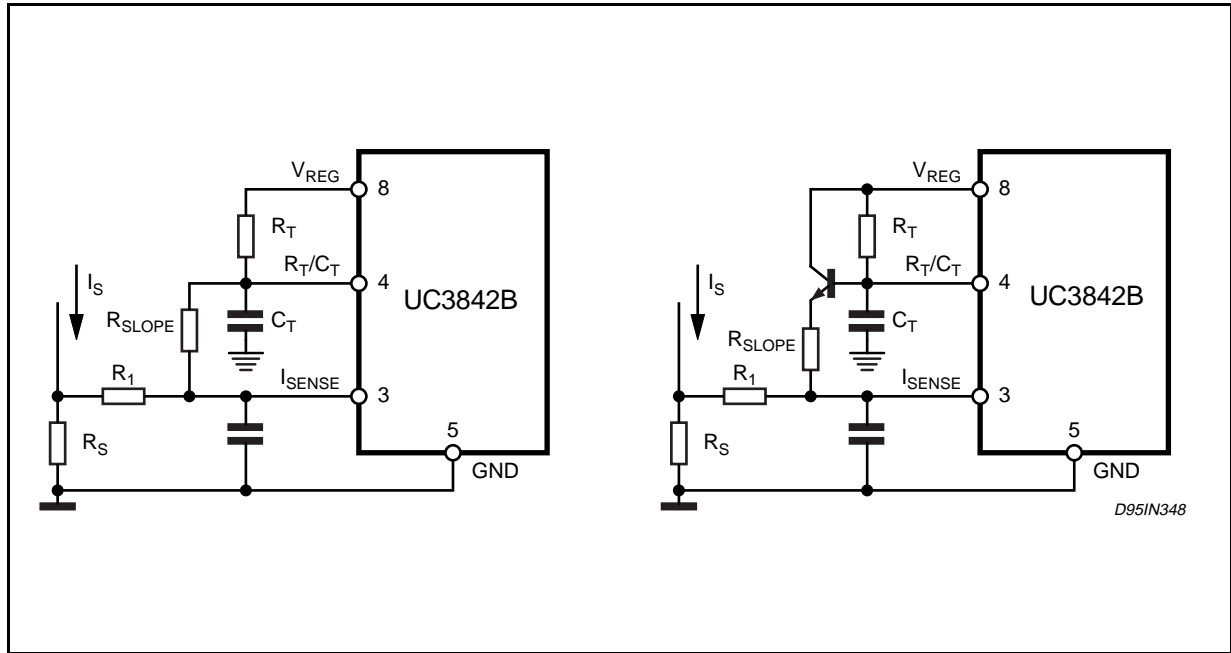 V_REG
8
R_T
R_T/C_T
4
UC3842B
I_S
R_SLOPE
C_T
R_1
I_SENSE
3
R_S
5
GND
V_REG
8
R_T
R_T/C_T
4
UC3842B
I_S
R_SLOPE
C_T
R_1
I_SENSE
3
R_S
5
GND
D95IN348